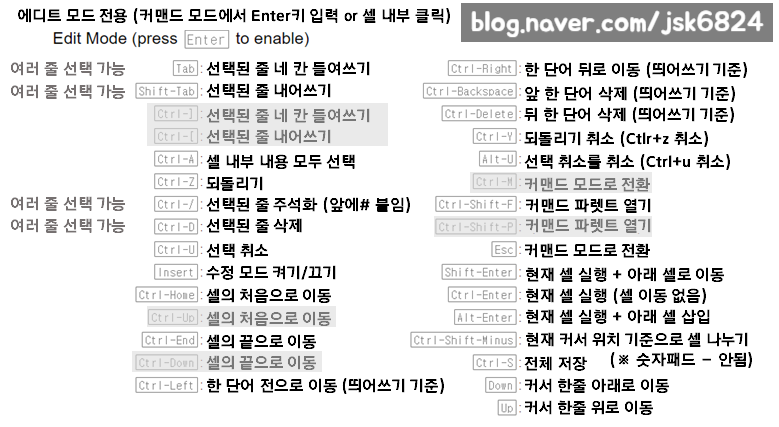 에디트 모드 전용 (커맨드 모드에서 Enter키 입력 or 셀 내부 클릭)
blog.naver.com/jsk6824
Edit Mode (press Enter to enable)
여러 줄 선택 가능 Tab : 선택된 줄 네 칸 들여쓰기
여러 줄 선택 가능 Shift-Tab : 선택된 줄 내어쓰기
Ctrl-] : 선택된 줄 네 칸 들여쓰기
Ctrl-[ : 선택된 줄 내어쓰기
Ctrl-A : 셀 내부 내용 모두 선택
Ctrl-Z : 되돌리기
여러 줄 선택 가능 Ctrl-/ : 선택된 줄 주석화 (앞에# 붙임)
여러 줄 선택 가능 Ctrl-D : 선택된 줄 삭제
Ctrl-U : 선택 취소
Insert : 수정 모드 켜기/끄기
Ctrl-Home : 셀의 처음으로 이동
Ctrl-Up : 셀의 처음으로 이동
Ctrl-End : 셀의 끝으로 이동
Ctrl-Down : 셀의 끝으로 이동
Ctrl-Left : 한 단어 전으로 이동 (띄어쓰기 기준)
Ctrl-Right : 한 단어 뒤로 이동 (띄어쓰기 기준)
Ctrl-Backspace : 앞 한 단어 삭제 (띄어쓰기 기준)
Ctrl-Delete : 뒤 한 단어 삭제 (띄어쓰기 기준)
Ctrl-Y : 되돌리기 취소 (Ctlr+z 취소)
Alt-U : 선택 취소를 취소 (Ctrl+u 취소)
Ctrl-M : 커맨드 모드로 전환
Ctrl-Shift-F : 커맨드 파렛트 열기
Ctrl-Shift-P : 커맨드 파렛트 열기
Esc : 커맨드 모드로 전환
Shift-Enter : 현재 셀 실행 + 아래 셀로 이동
Ctrl-Enter : 현재 셀 실행 (셀 이동 없음)
Alt-Enter : 현재 셀 실행 + 아래 셀 삽입
Ctrl-Shift-Minus : 현재 커서 위치 기준으로 셀 나누기
Ctrl-S : 전체 저장 (※ 숫자패드 - 안됨)
Down : 커서 한줄 아래로 이동
Up : 커서 한줄 위로 이동